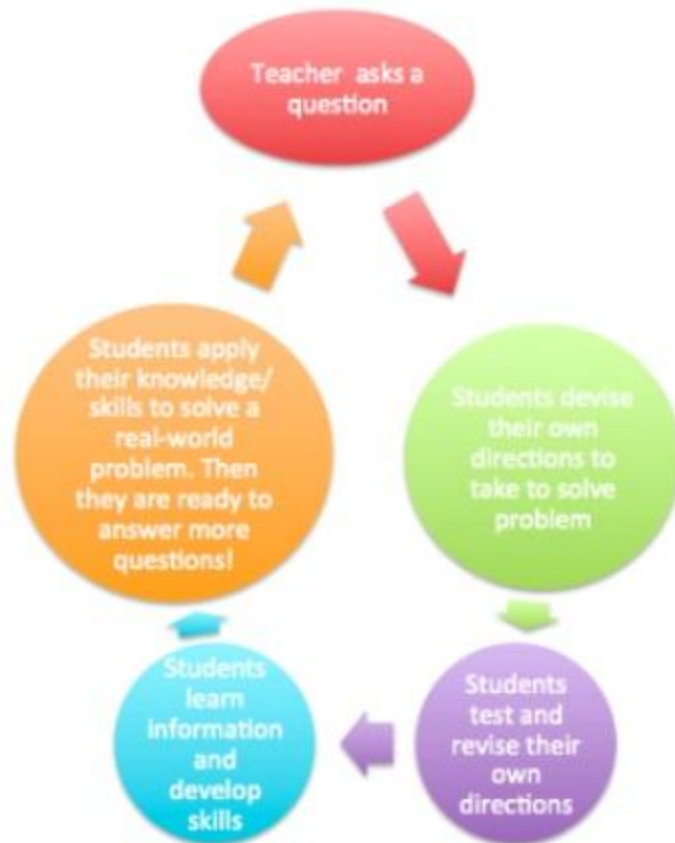 Teacher asks a
question
Students devise
their own
directions to
take to solve
problem
Students
test and
revise their
own
directions
Students
learn
information
and
develop
skills
Students apply
their knowledge/
skills to solve a
real-world
problem. Then
they are ready to
answer more
questions!